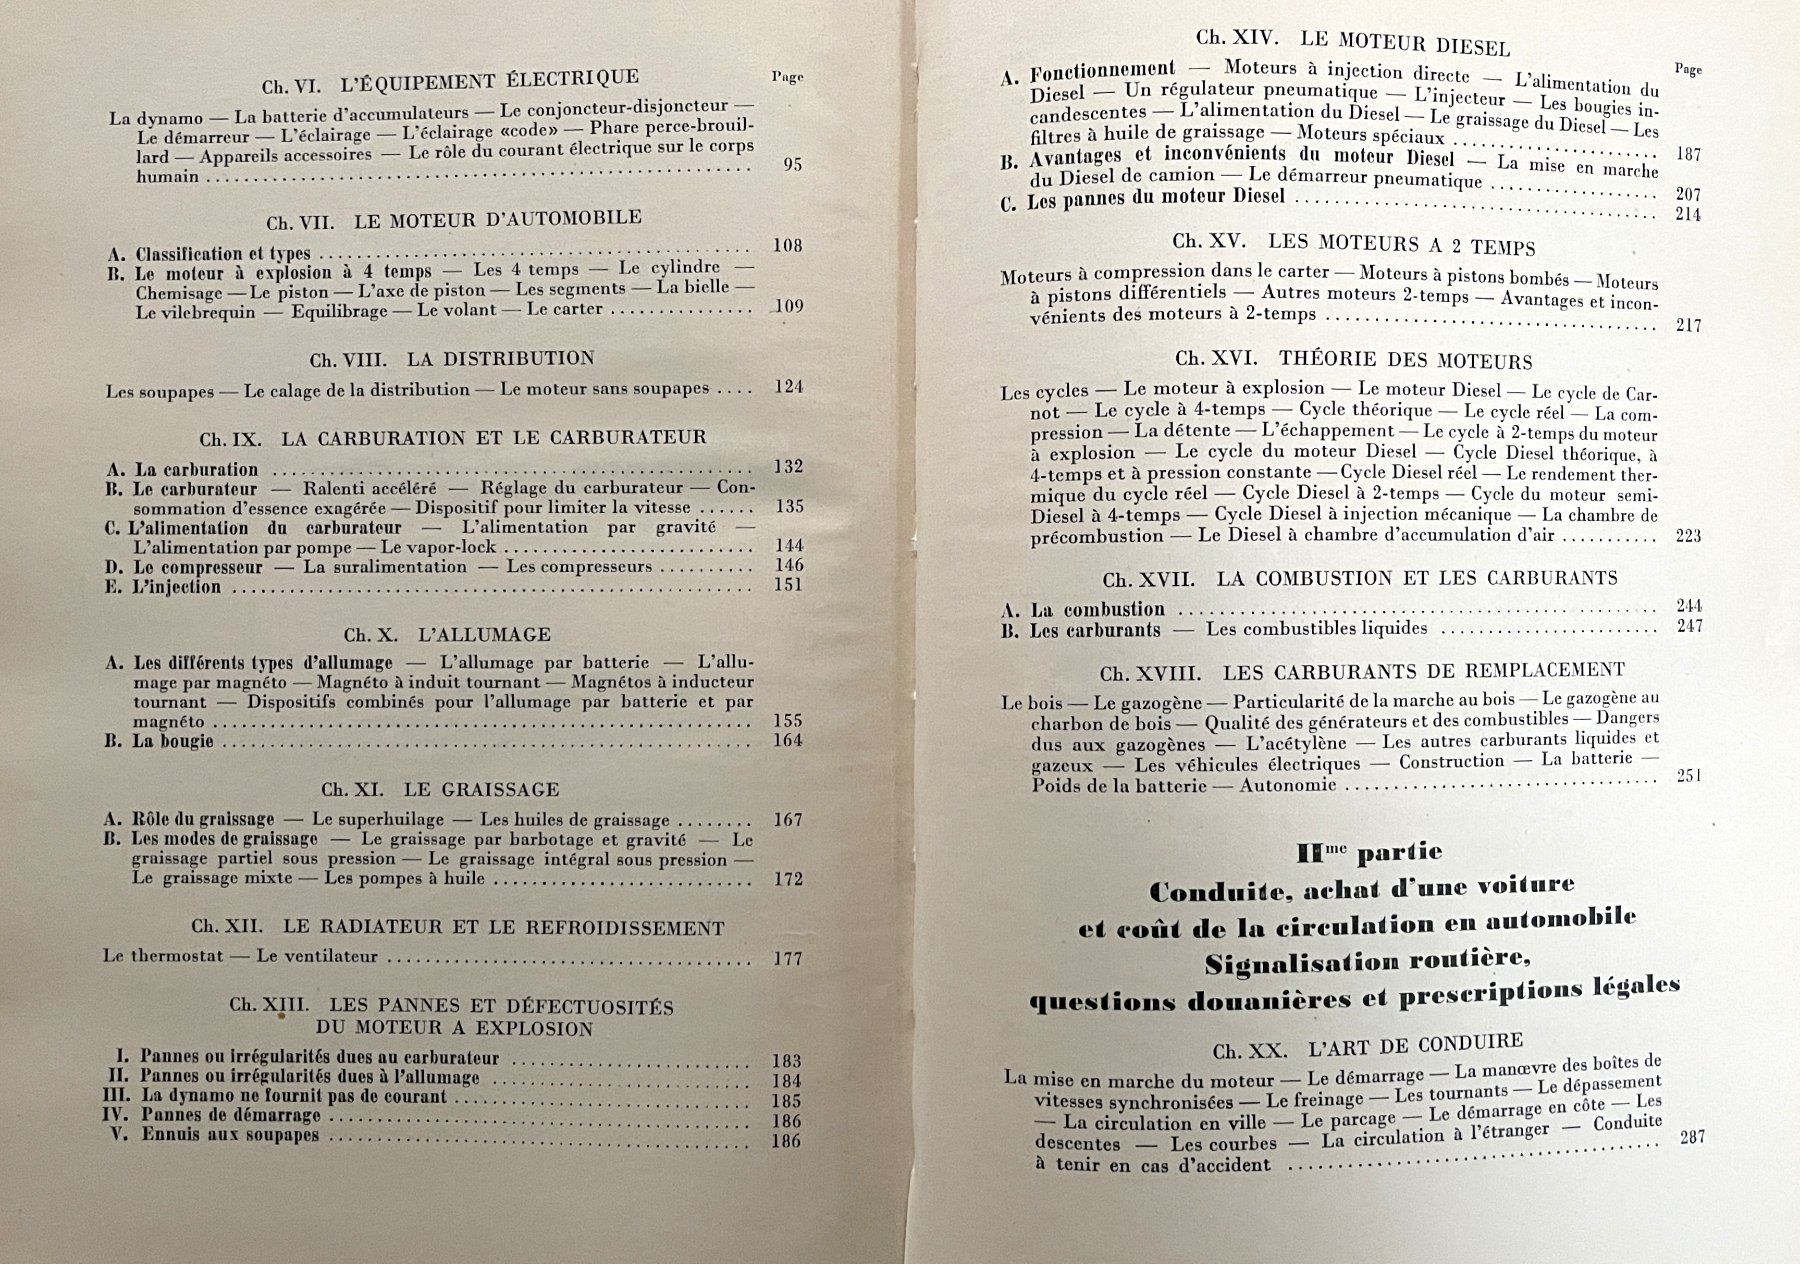 Page
Ch. VI. L'ÉQUIPEMENT ÉLECTRIQUE
La dynamo — La batterie d'accumulateurs — Le conjoncteur-disjoncteur —
Le démarreur — L'éclairage — L'éclairage «code» — Phare perce-brouil-
lard — Appareils accessoires — Le rôle du courant électrique sur le corps
humain ........ 95
Ch. VII. LE MOTEUR D'AUTOMOBILE
A. Classification et types ........ 108
B. Le moteur à explosion à 4 temps — Les 4 temps — Le cylindre —
Chemisage — Le piston — L'axe de piston — Les segments — La bielle —
Le vilebrequin — Equilibrage — Le volant — Le carter ........ 109
Ch. VIII. LA DISTRIBUTION
Les soupapes — Le calage de la distribution — Le moteur sans soupapes .... 124
Ch. IX. LA CARBURATION ET LE CARBURATEUR
A. La carburation ........ 132
B. Le carburateur — Ralenti accéléré — Réglage du carburateur — Con-
sommation d'essence exagérée — Dispositif pour limiter la vitesse ...... 135
C. L'alimentation du carburateur — L'alimentation par gravité —
L'alimentation par pompe — Le vapor-lock ........ 144
D. Le compresseur — La suralimentation — Les compresseurs ........ 146
E. L'injection ........ 151
Ch. X. L'ALLUMAGE
A. Les différents types d'allumage — L'allumage par batterie — L'allu-
mage par magnéto — Magnéto à induit tournant — Magnétos à inducteur
tournant — Dispositifs combinés pour l'allumage par batterie et par
magnéto ........ 155
B. La bougie ........ 164
Ch. XI. LE GRAISSAGE
A. Rôle du graissage — Le superhuilage — Les huiles de graissage ........ 167
B. Les modes de graissage — Le graissage par barbotage et gravité — Le
graissage partiel sous pression — Le graissage intégral sous pression —
Le graissage mixte — Les pompes à huile ........ 172
Ch. XII. LE RADIATEUR ET LE REFROIDISSEMENT
Le thermostat — Le ventilateur ........ 177
Ch. XIII. LES PANNES ET DÉFECTUOSITÉS
DU MOTEUR A EXPLOSION
I. Pannes ou irrégularités dues au carburateur ........ 183
II. Pannes ou irrégularités dues à l'allumage ........ 184
III. La dynamo ne fournit pas de courant ........ 185
IV. Pannes de démarrage ........ 186
V. Ennuis aux soupapes ........ 186
Ch. XIV. LE MOTEUR DIESEL
Page
A. Fonctionnement — Moteurs à injection directe — L'alimentation du
Diesel — Un régulateur pneumatique — L'injecteur — Les bougies in-
candescentes — L'alimentation du Diesel — Le graissage du Diesel — Les
filtres à huile de graissage — Moteurs spéciaux ........ 187
B. Avantages et inconvénients du moteur Diesel — La mise en marche
du Diesel de camion — Le démarreur pneumatique ........ 207
C. Les pannes du moteur Diesel ........ 214
Ch. XV. LES MOTEURS A 2 TEMPS
Moteurs à compression dans le carter — Moteurs à pistons bombés — Moteurs
à pistons différentiels — Autres moteurs 2-temps — Avantages et incon-
vénients des moteurs à 2-temps ........ 217
Ch. XVI. THÉORIE DES MOTEURS
Les cycles — Le moteur à explosion — Le moteur Diesel — Le cycle de Car-
not — Le cycle à 4-temps — Cycle théorique — Le cycle réel — La com-
pression — La détente — L'échappement — Le cycle à 2-temps du moteur
à explosion — Le cycle du moteur Diesel — Cycle Diesel théorique, à
4-temps et à pression constante — Cycle Diesel réel — Le rendement ther-
mique du cycle réel — Cycle Diesel à 2-temps — Cycle du moteur semi-
Diesel à 4-temps — Cycle Diesel à injection mécanique — La chambre de
précombustion — Le Diesel à chambre d'accumulation d'air ........ 223
Ch. XVII. LA COMBUSTION ET LES CARBURANTS
A. La combustion ........ 244
B. Les carburants — Les combustibles liquides ........ 247
Ch. XVIII. LES CARBURANTS DE REMPLACEMENT
Le bois — Le gazogène — Particularité de la marche au bois — Le gazogène au
charbon de bois — Qualité des générateurs et des combustibles — Dangers
dus aux gazogènes — L'acétylène — Les autres carburants liquides et
gazeux — Les véhicules électriques — Construction — La batterie —
Poids de la batterie — Autonomie ........ 251
IIme partie
Conduite, achat d'une voiture
et coût de la circulation en automobile
Signalisation routière,
questions douanières et prescriptions légales
Ch. XX. L'ART DE CONDUIRE
La mise en marche du moteur — Le démarrage — La manœvre des boîtes de
vitesses synchronisées — Le freinage — Les tournants — Le dépassement
— La circulation en ville — Le parcage — Le démarrage en côte — Les
descentes — Les courbes — La circulation à l'étranger — Conduite
à tenir en cas d'accident ........ 287